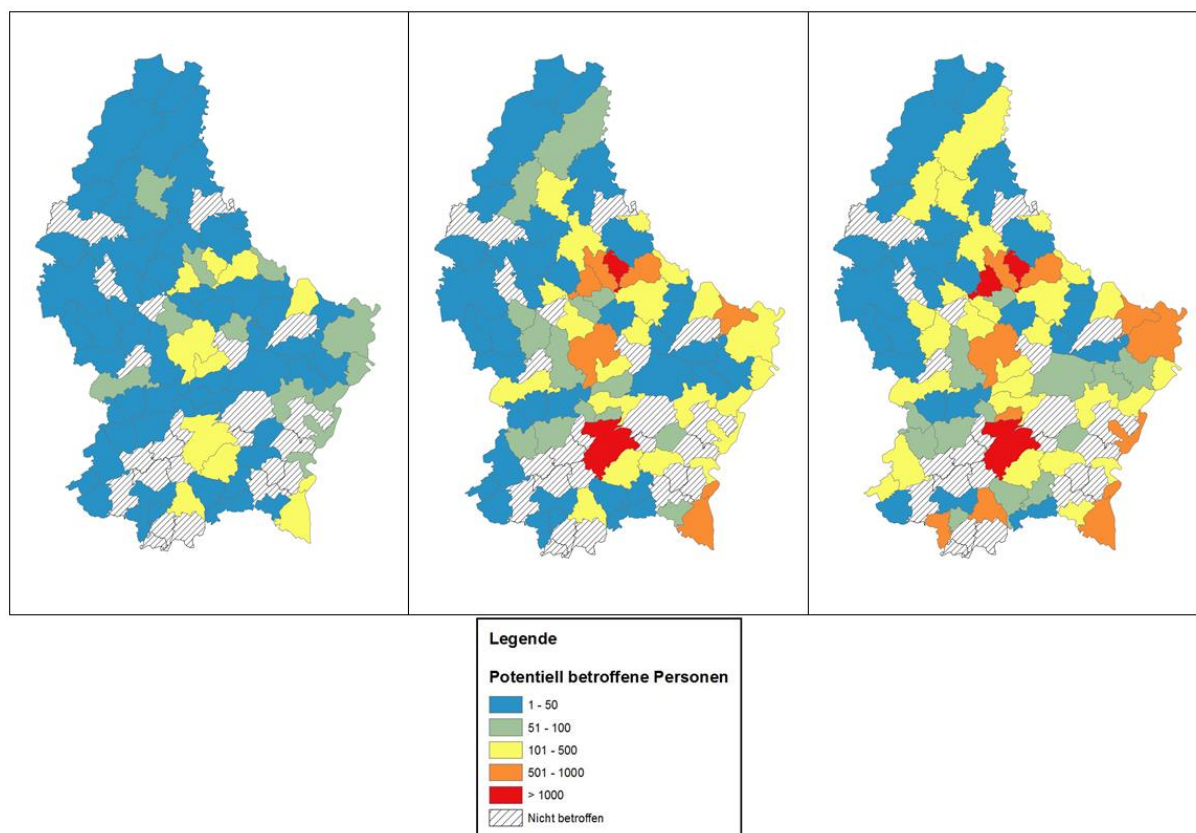 Legende
Potentiell betroffene Personen
1 - 50
51 - 100
101 - 500
501 - 1000
> 1000
Nicht betroffen